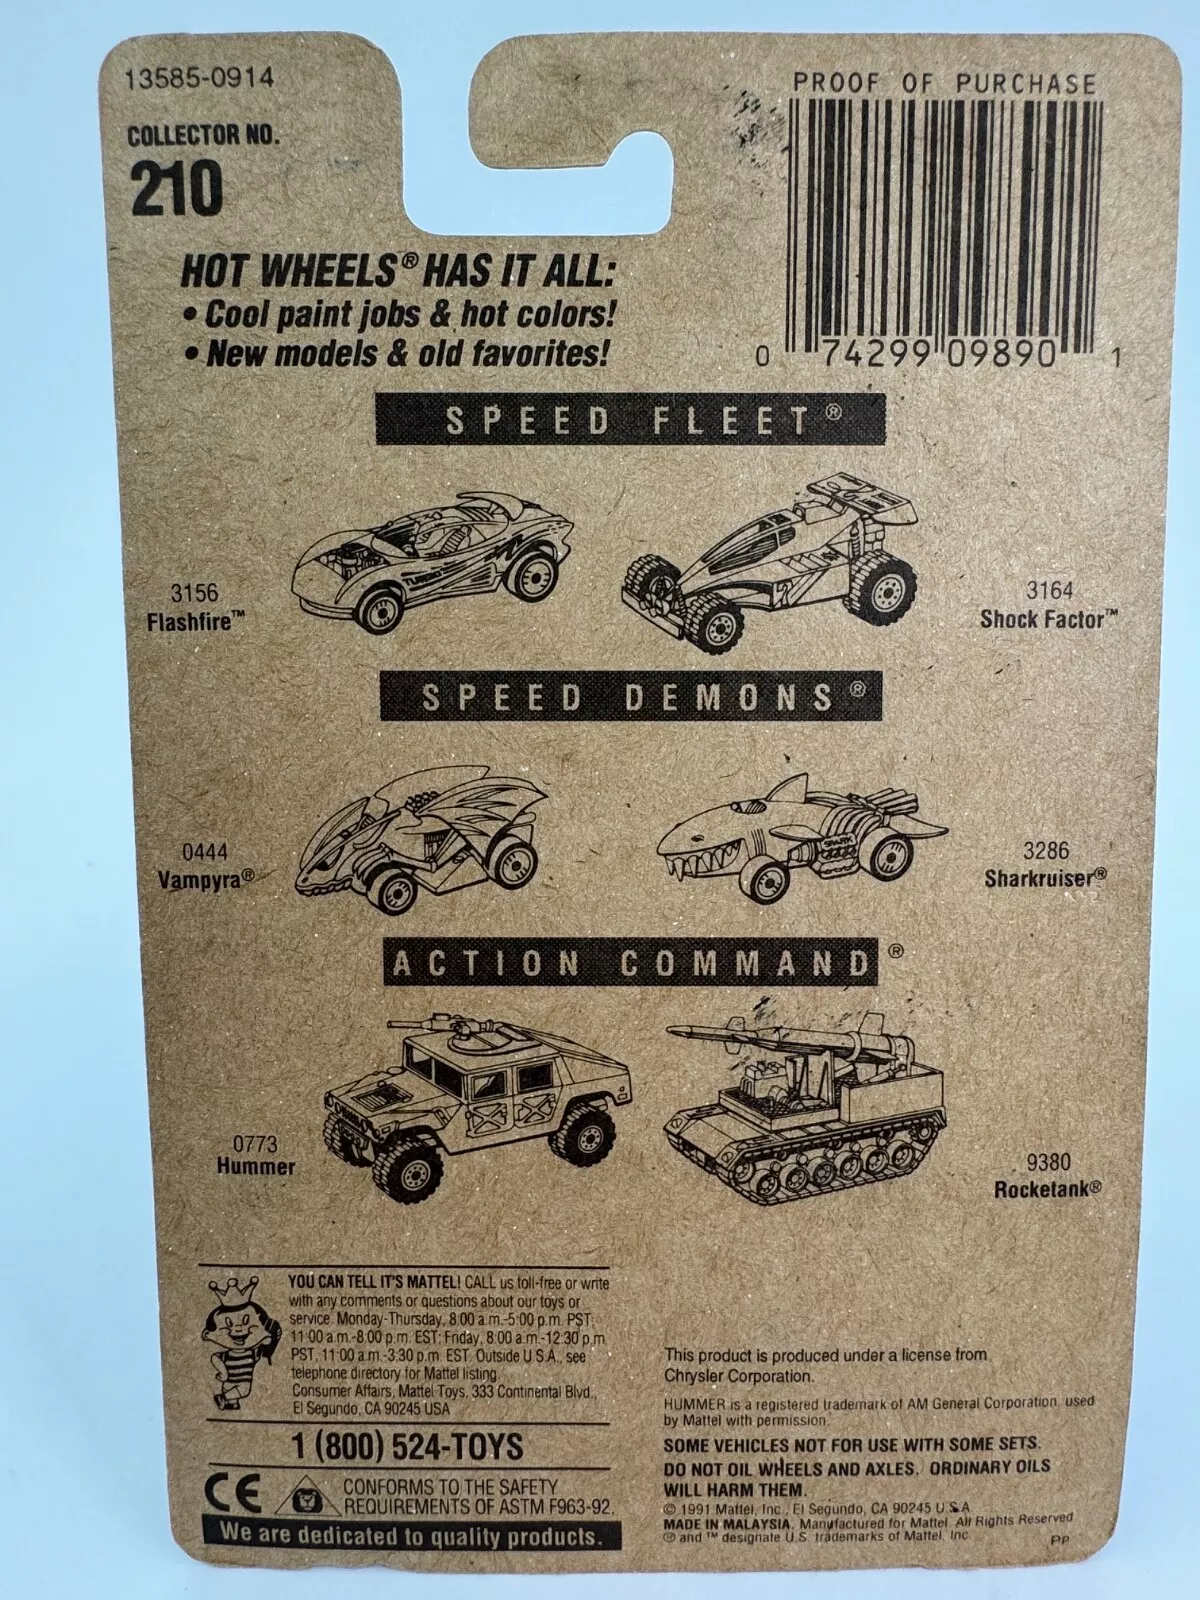 13585-0914
COLLECTOR NO.
210
PROOF OF PURCHASE
0 74299 09890 1
HOT WHEELS® HAS IT ALL:
• Cool paint jobs & hot colors!
• New models & old favorites!
SPEED FLEET®
3156
Flashfire™
TURBO
3164
Shock Factor™
SPEED DEMONS®
0444
Vampyra®
SHARK
3286
Sharkruiser®
ACTION COMMAND®
0773
Hummer
9380
Rocketank®
YOU CAN TELL IT'S MATTEL! CALL us toll-free or write
with any comments or questions about our toys or
service. Monday-Thursday, 8:00 a.m.-5:00 p.m. PST,
11:00 a.m.-8:00 p.m. EST; Friday, 8:00 a.m.-12:30 p.m.
PST, 11:00 a.m.-3:30 p.m. EST. Outside U.S.A., see
telephone directory for Mattel listing.
Consumer Affairs, Mattel Toys, 333 Continental Blvd.,
El Segundo, CA 90245 USA
1 (800) 524-TOYS
CE
CONFORMS TO THE SAFETY
REQUIREMENTS OF ASTM F963-92.
We are dedicated to quality products.
This product is produced under a license from
Chrysler Corporation.
HUMMER is a registered trademark of AM General Corporation, used
by Mattel with permission.
SOME VEHICLES NOT FOR USE WITH SOME SETS.
DO NOT OIL WHEELS AND AXLES. ORDINARY OILS
WILL HARM THEM.
© 1991 Mattel, Inc., El Segundo, CA 90245 U.S.A.
MADE IN MALAYSIA. Manufactured for Mattel. All Rights Reserved.
® and ™ designate U.S. trademarks of Mattel, Inc.
PP